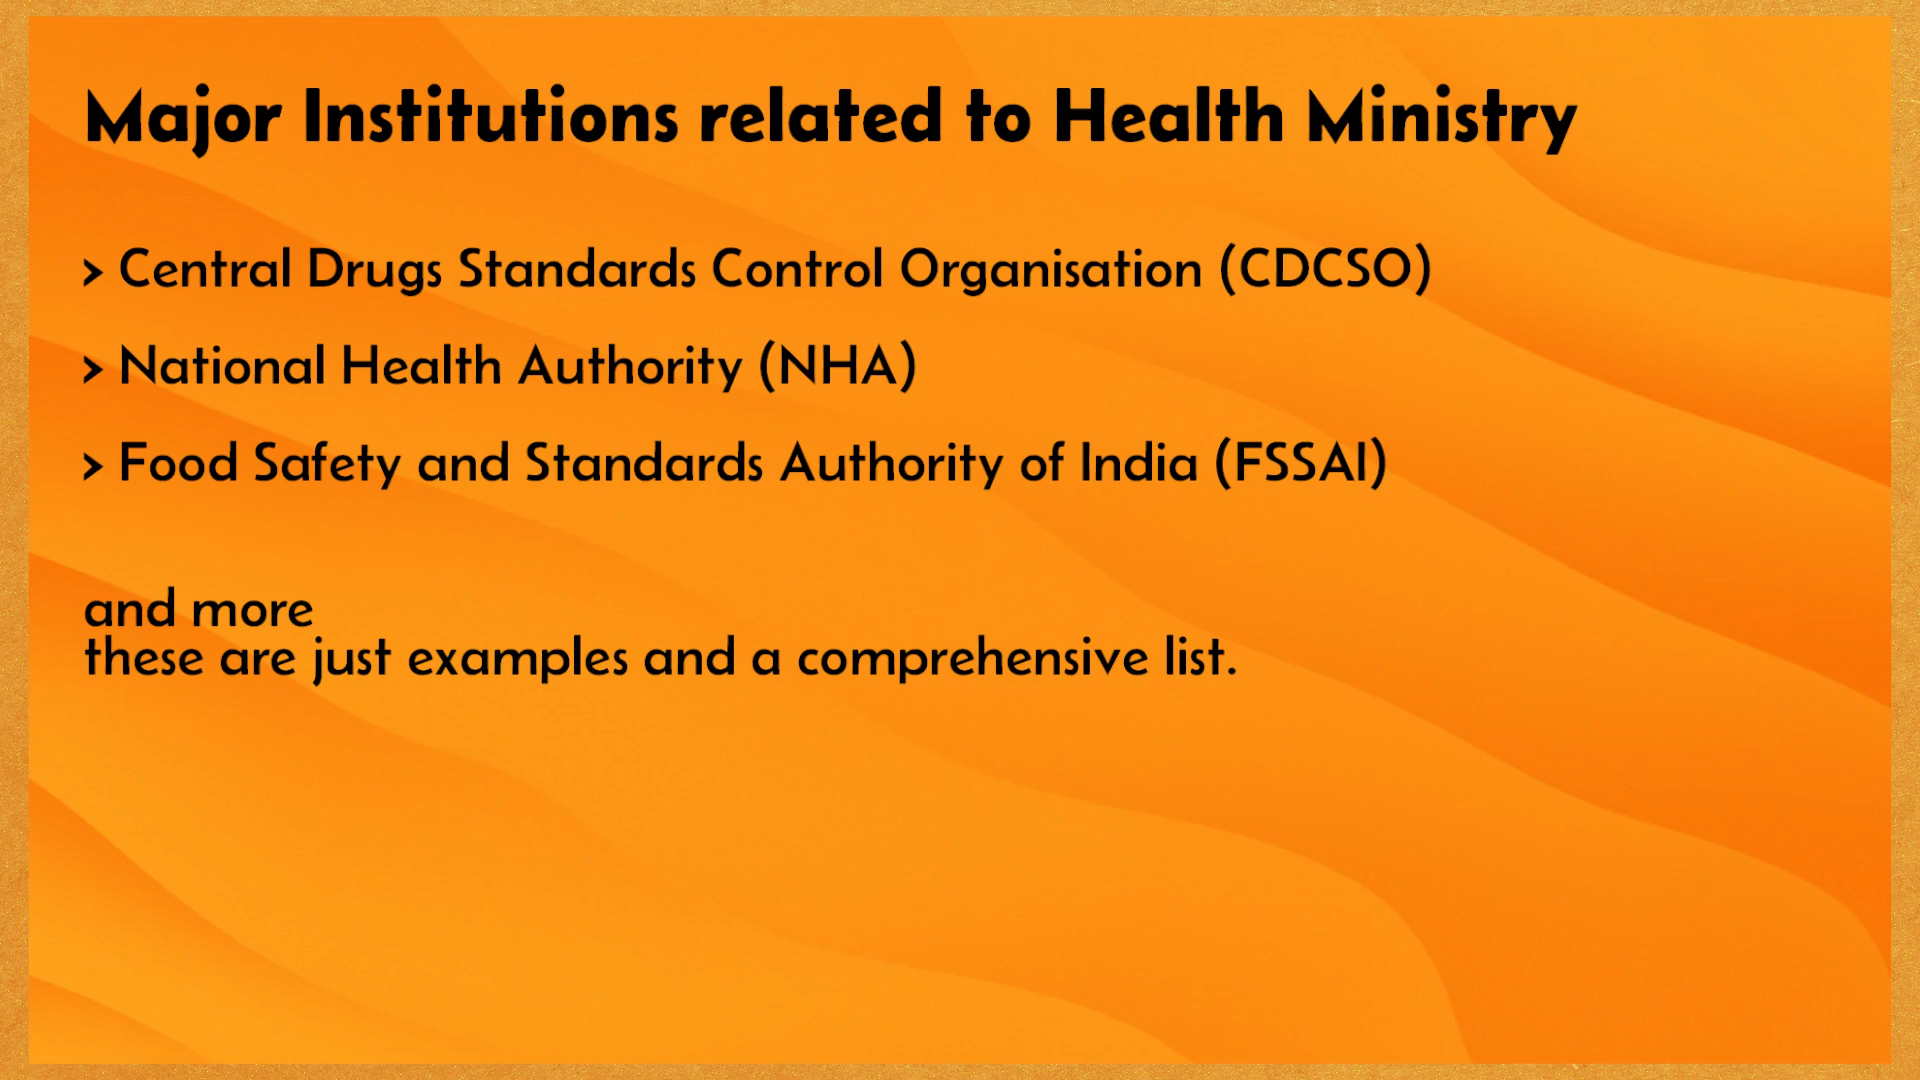 Major Institutions related to Health Ministry
> Central Drugs Standards Control Organisation (CDCSO)
> National Health Authority (NHA)
> Food Safety and Standards Authority of India (FSSAI)
and more
these are just examples and a comprehensive list.